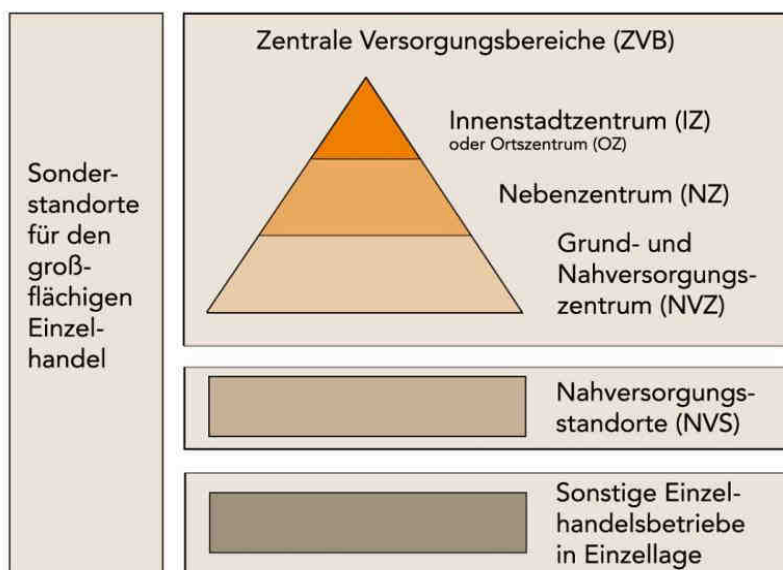 Sonder-
standorte
für den
groß-
flächigen
Einzel-
handel
Zentrale Versorgungsbereiche (ZVB)
Innenstadtzentrum (IZ)
oder Ortszentrum (OZ)
Nebenzentrum (NZ)
Grund- und
Nahversorgungs-
zentrum (NVZ)
Nahversorgungs-
standorte (NVS)
Sonstige Einzel-
handelsbetriebe
in Einzellage